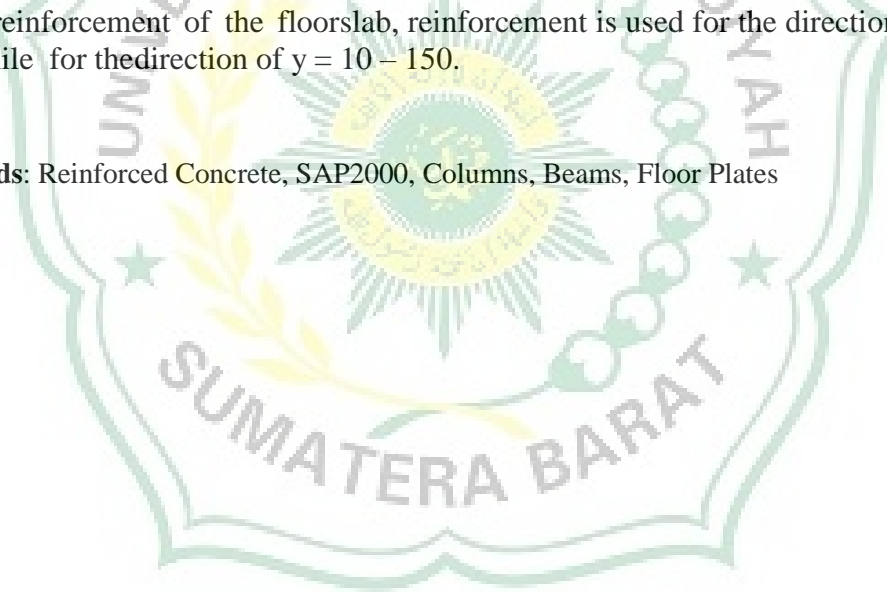 reinforcement of the floorslab, reinforcement is used for the direction
ile for thedirection of y = 10 – 150.
ds: Reinforced Concrete, SAP2000, Columns, Beams, Floor Plates
SUMATERA BARAT